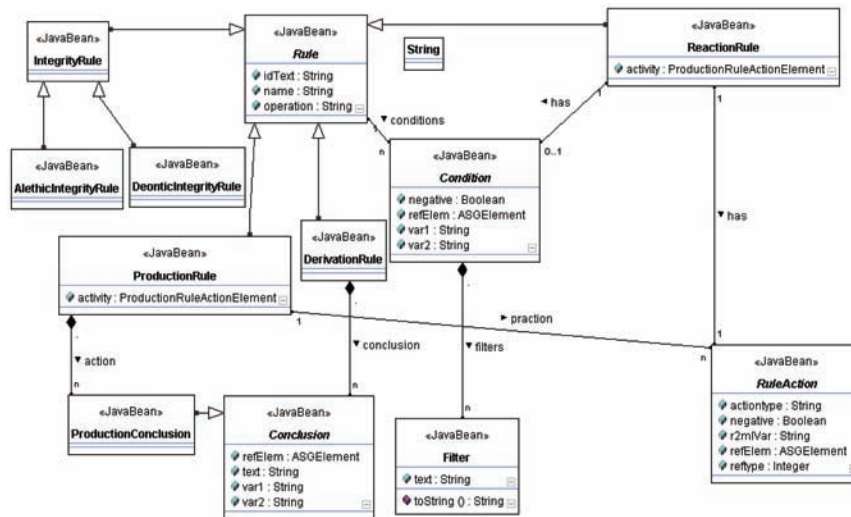 «JavaBean»
IntegrityRule
«JavaBean»
Rule
idText : String
name : String
operation : String
String
«JavaBean»
ReactionRule
activity : ProductionRuleActionElement
1
1
has
conditions
1
n
0..1
«JavaBean»
AlethicIntegrityRule
«JavaBean»
DeonticIntegrityRule
«JavaBean»
Condition
negative : Boolean
refElem : ASGElement
var1 : String
var2 : String
has
«JavaBean»
ProductionRule
activity : ProductionRuleActionElement
«JavaBean»
DerivationRule
1
praction
1
n
action
conclusion
filters
n
n
n
«JavaBean»
ProductionConclusion
«JavaBean»
Conclusion
refElem : ASGElement
text : String
var1 : String
var2 : String
«JavaBean»
Filter
text : String
toString () : String
«JavaBean»
RuleAction
actiontype : String
negative : Boolean
r2mlVar : String
refElem : ASGElement
reftype : Integer